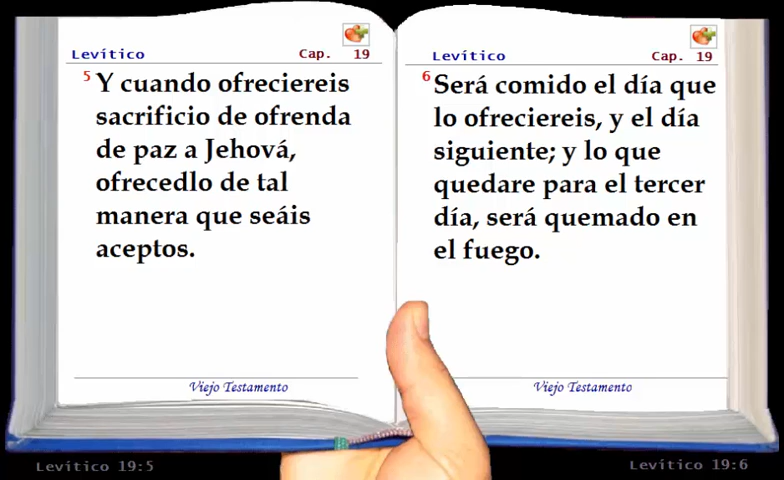 Levítico Cap. 19
5 Y cuando ofreciereis
sacrificio de ofrenda
de paz a Jehová,
ofrecedlo de tal
manera que seáis
aceptos.
Viejo Testamento
Levítico 19:5
Levítico Cap. 19
6 Será comido el día que
lo ofreciereis, y el día
siguiente; y lo que
quedare para el tercer
día, será quemado en
el fuego.
Viejo Testamento
Levítico 19:6